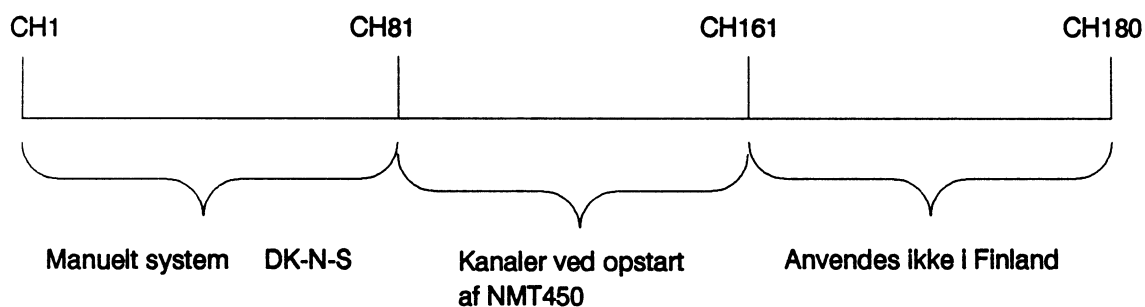 CH1 CH81 CH161 CH180
Manuelt system DK-N-S Kanaler ved opstart Anvendes ikke i Finland
af NMT450